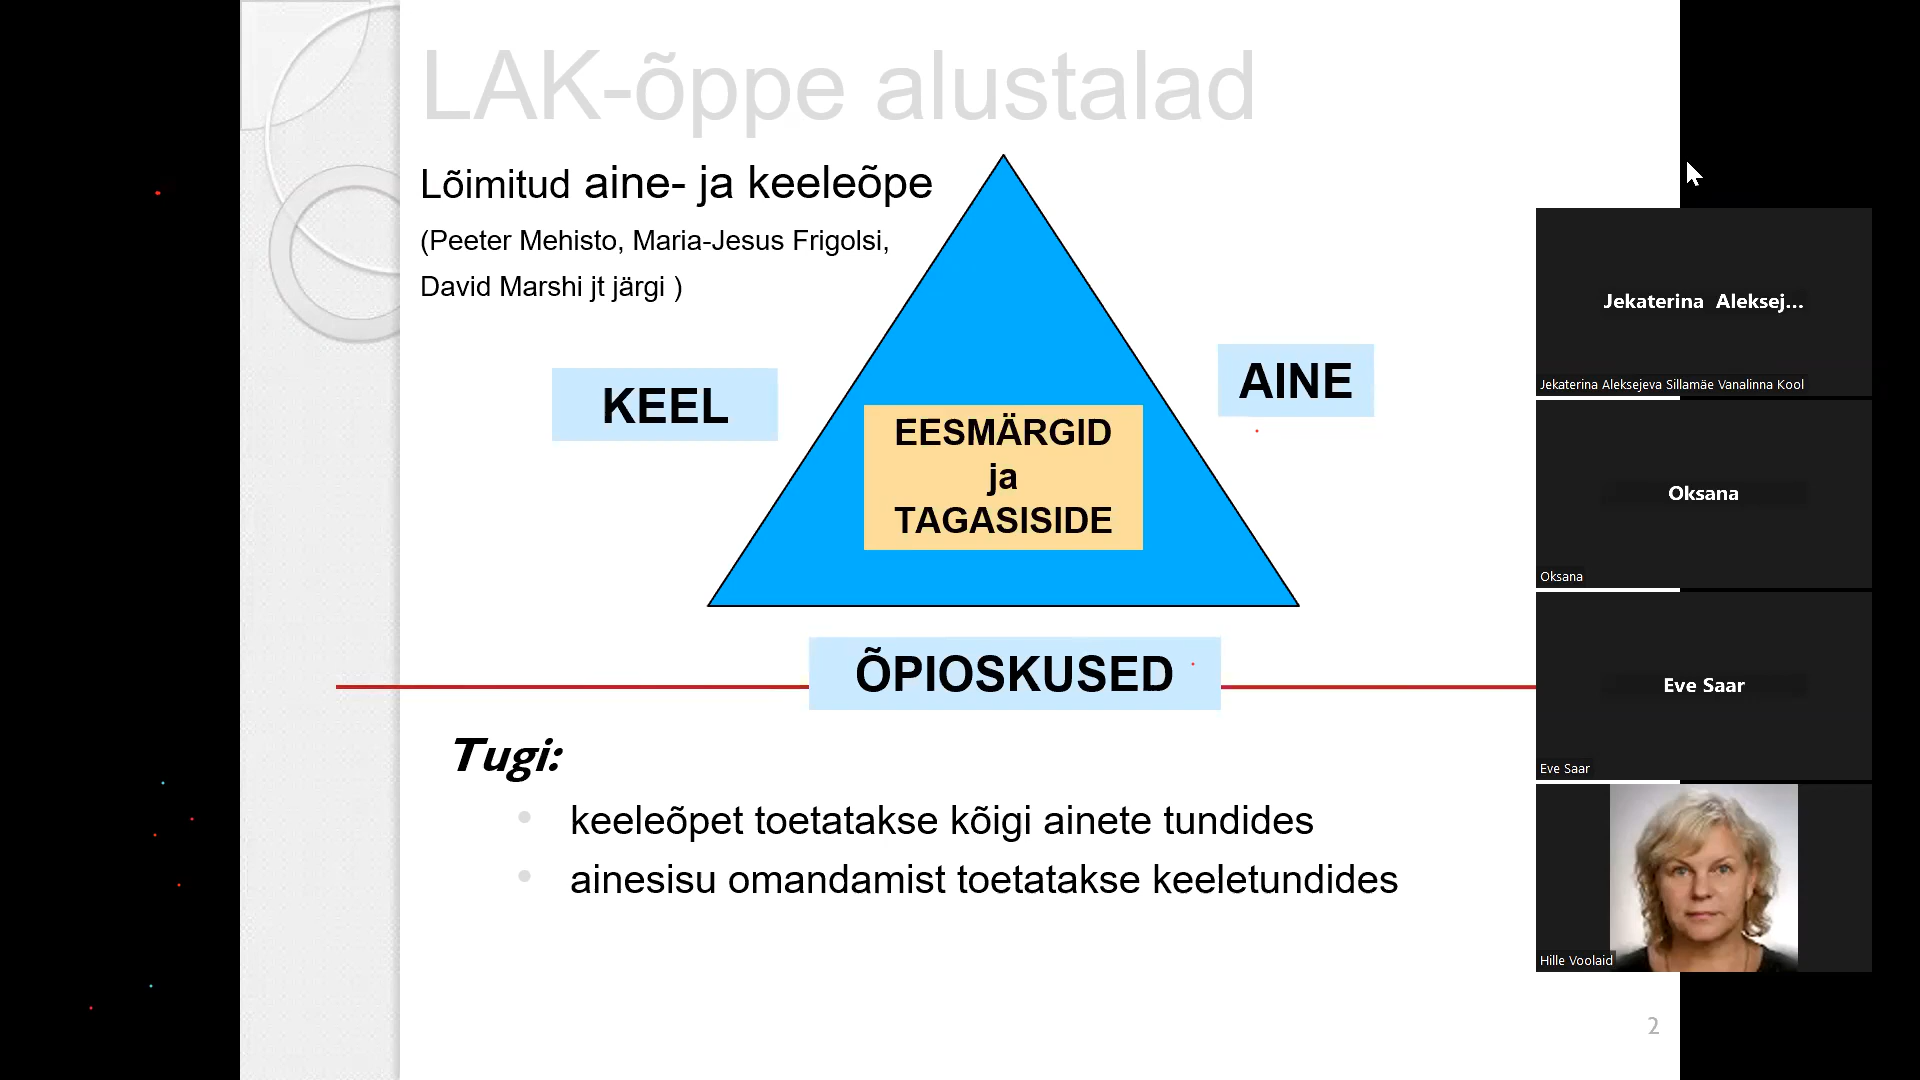 LAK-õppe alustalad
Lõimitud aine- ja keeleõpe
(Peeter Mehisto, Maria-Jesus Frigolsi,
David Marshi jt järgi )
KEEL
AINE
EESMÄRGID
ja
TAGASISIDE
ÕPIOSKUSED
Tugi:
keeleõpet toetatakse kõigi ainete tundides
ainesisu omandamist toetatakse keeletundides
2
Jekaterina Aleksej...
Jekaterina Aleksejeva Sillamäe Vanalinna Kool
Oksana
Oksana
Eve Saar
Eve Saar
Hille Voolaid